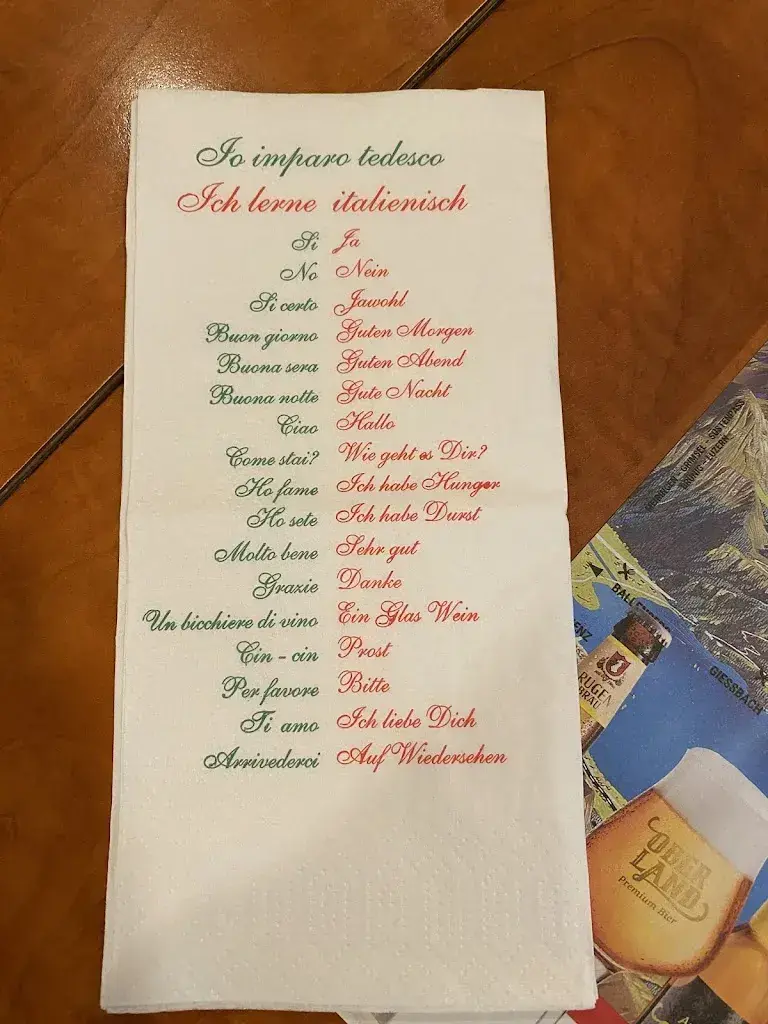 Io imparo tedesco
Ich lerne italienisch
Si Ja
No Nein
Si certo Jawohl
Buon giorno Guten Morgen
Buona sera Guten Abend
Buona notte Gute Nacht
Ciao Hallo
Come stai? Wie geht es Dir?
Ho fame Ich habe Hunger
Ho sete Ich habe Durst
Molto bene Sehr gut
Grazie Danke
Un bicchiere di vino Ein Glas Wein
Cin - cin Prost
Per favore Bitte
Ti amo Ich liebe Dich
Arrivederci Auf Wiedersehen
GIESSBACH
OBER
LAND
Premium Bier